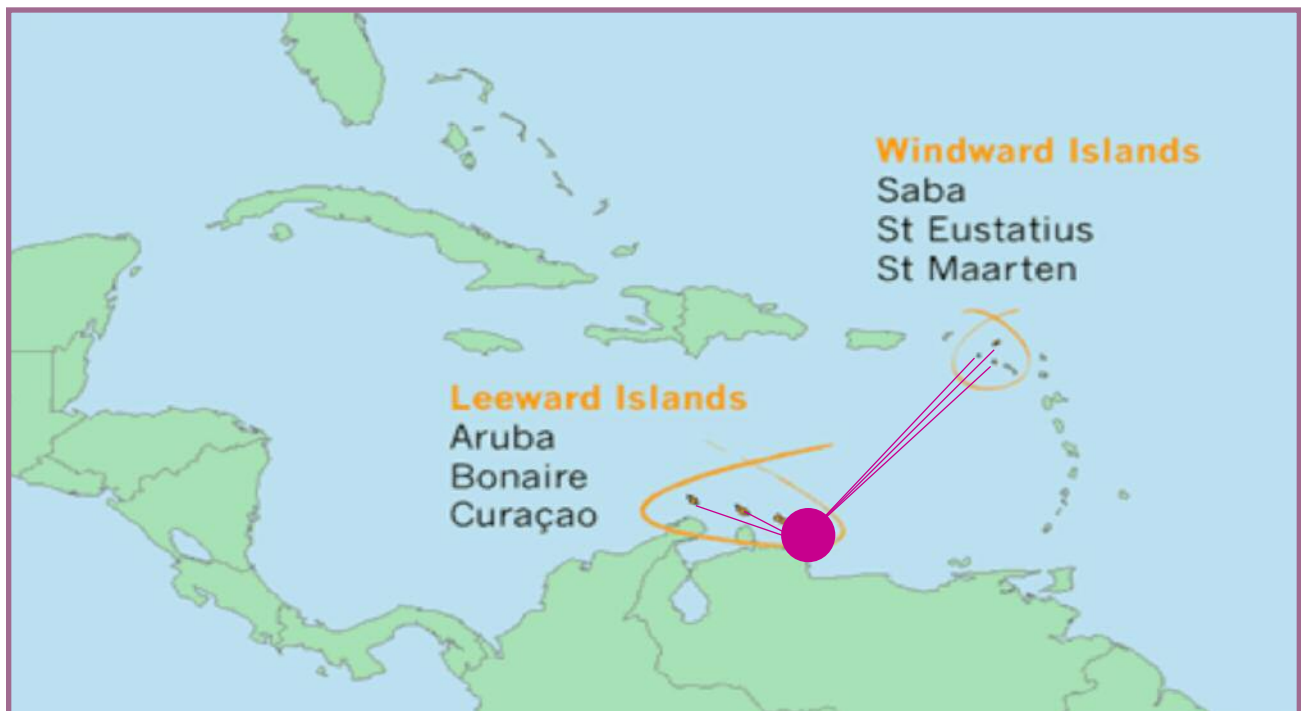 Windward Islands
Saba
St Eustatius
St Maarten
Leeward Islands
Aruba
Bonaire
Curaçao